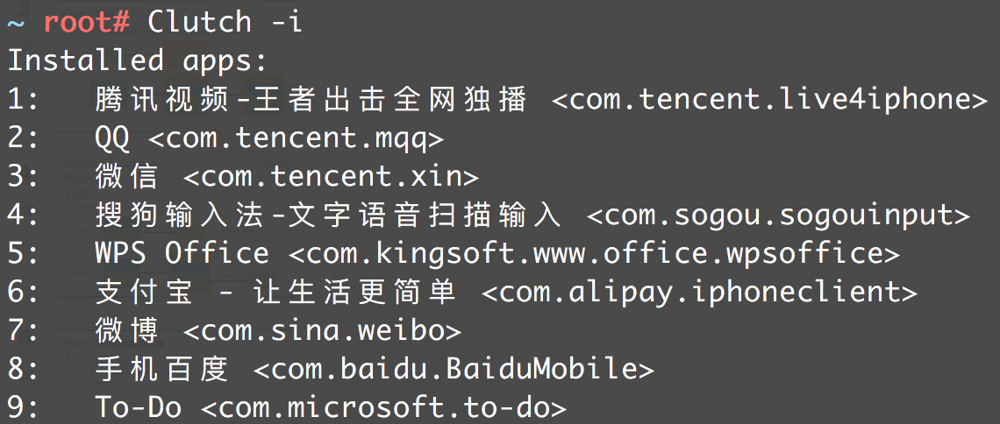 ~ root# Clutch -i
Installed apps:
1: 腾讯视频-王者出击全网独播 <com.tencent.live4iphone>
2: QQ <com.tencent.mqq>
3: 微信 <com.tencent.xin>
4: 搜狗输入法-文字语音扫描输入 <com.sogou.sogouinput>
5: WPS Office <com.kingsoft.www.office.wpsoffice>
6: 支付宝 - 让生活更简单 <com.alipay.iphoneclient>
7: 微博 <com.sina.weibo>
8: 手机百度 <com.baidu.BaiduMobile>
9: To-Do <com.microsoft.to-do>